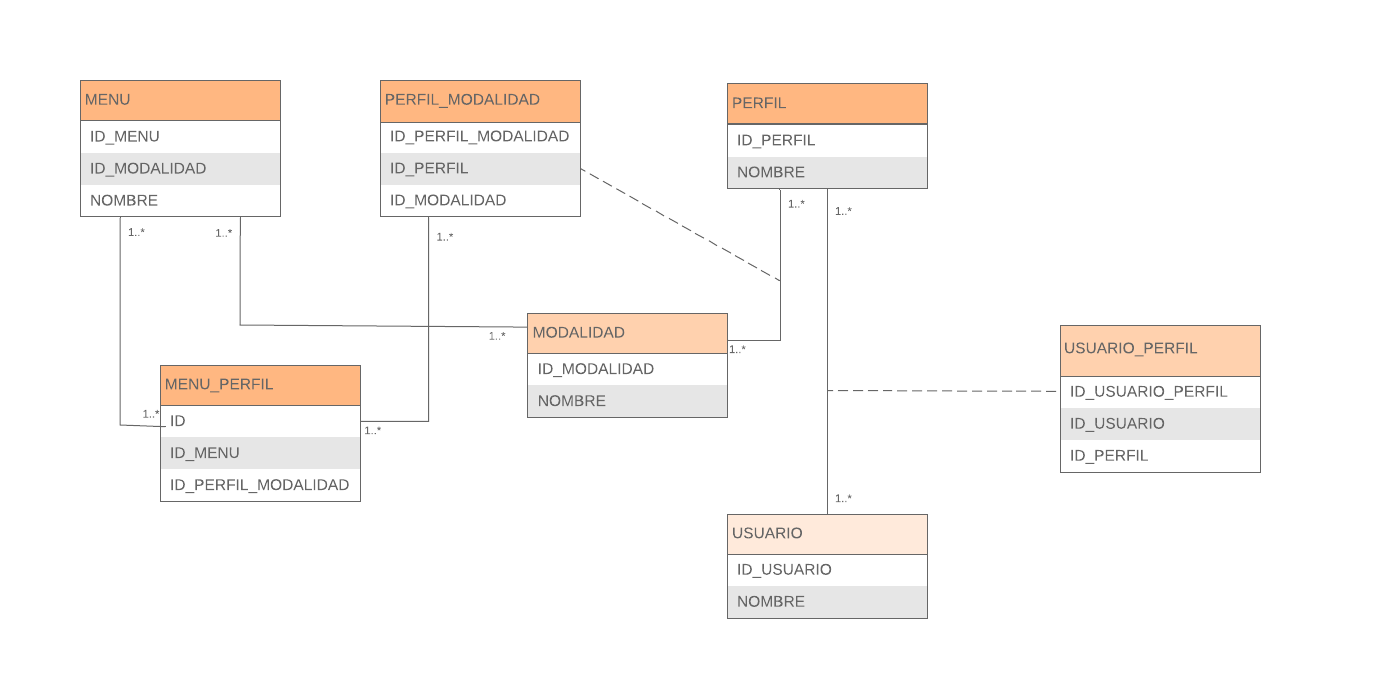 MENU
ID_MENU
ID_MODALIDAD
NOMBRE
1..*
1..*
PERFIL_MODALIDAD
ID_PERFIL_MODALIDAD
ID_PERFIL
ID_MODALIDAD
1..*
PERFIL
ID_PERFIL
NOMBRE
1..*
1..*
1..*
MODALIDAD
ID_MODALIDAD
NOMBRE
1..*
USUARIO_PERFIL
ID_USUARIO_PERFIL
ID_USUARIO
ID_PERFIL
MENU_PERFIL
1..*
ID
ID_MENU
ID_PERFIL_MODALIDAD
1..*
1..*
USUARIO
ID_USUARIO
NOMBRE